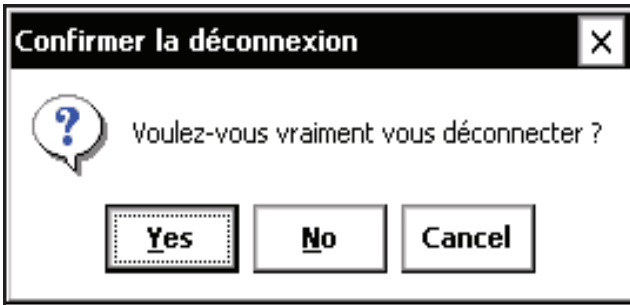 Confirmer la déconnexion
Voulez-vous vraiment vous déconnecter ?
Yes No Cancel